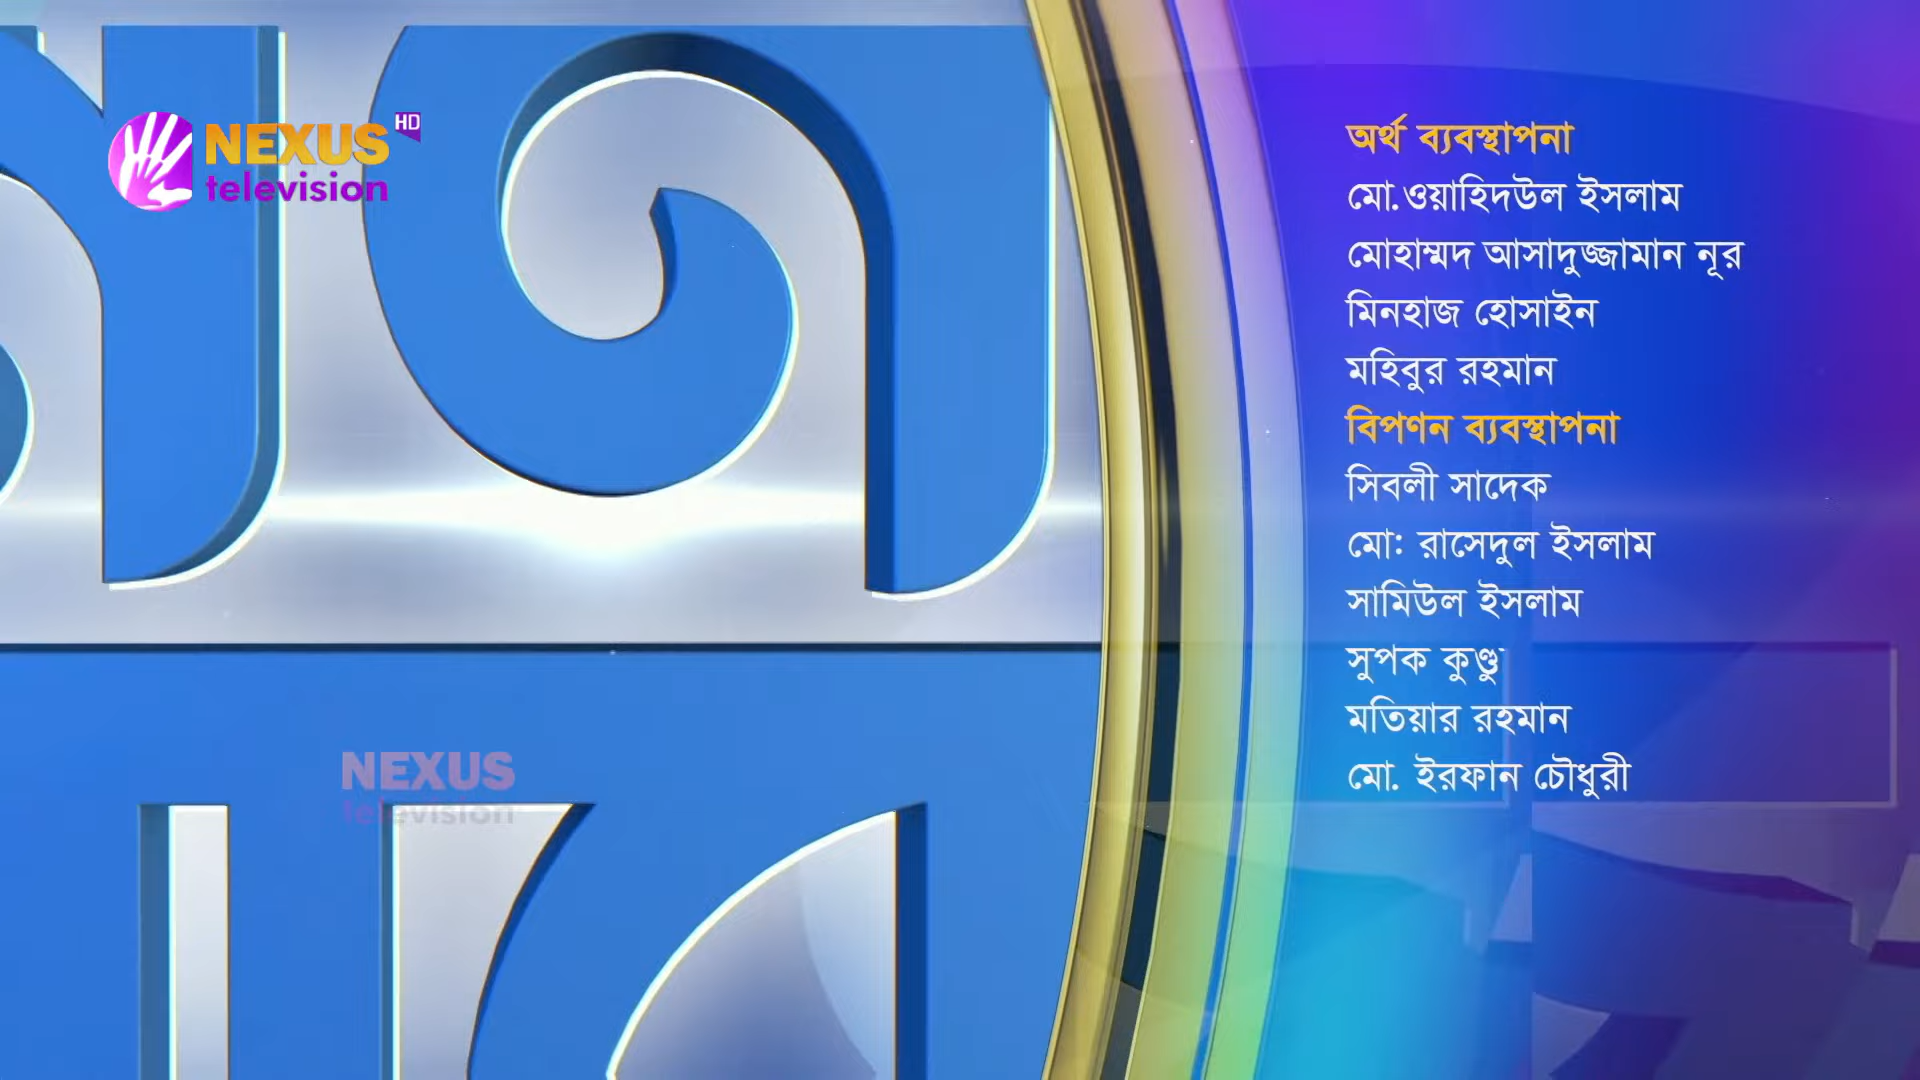 NEXUS HD
television
অর্থ ব্যবস্থাপনা
মো.ওয়াহিদউল ইসলাম
মোহাম্মদ আসাদুজ্জামান নূর
মিনহাজ হোসাইন
মহিবুর রহমান
বিপণন ব্যবস্থাপনা
সিবলী সাদেক
মো: রাসেদুল ইসলাম
সামিউল ইসলাম
সুপক কুণ্ডু
মতিয়ার রহমান
মো. ইরফান চৌধুরী
NEXUS
television